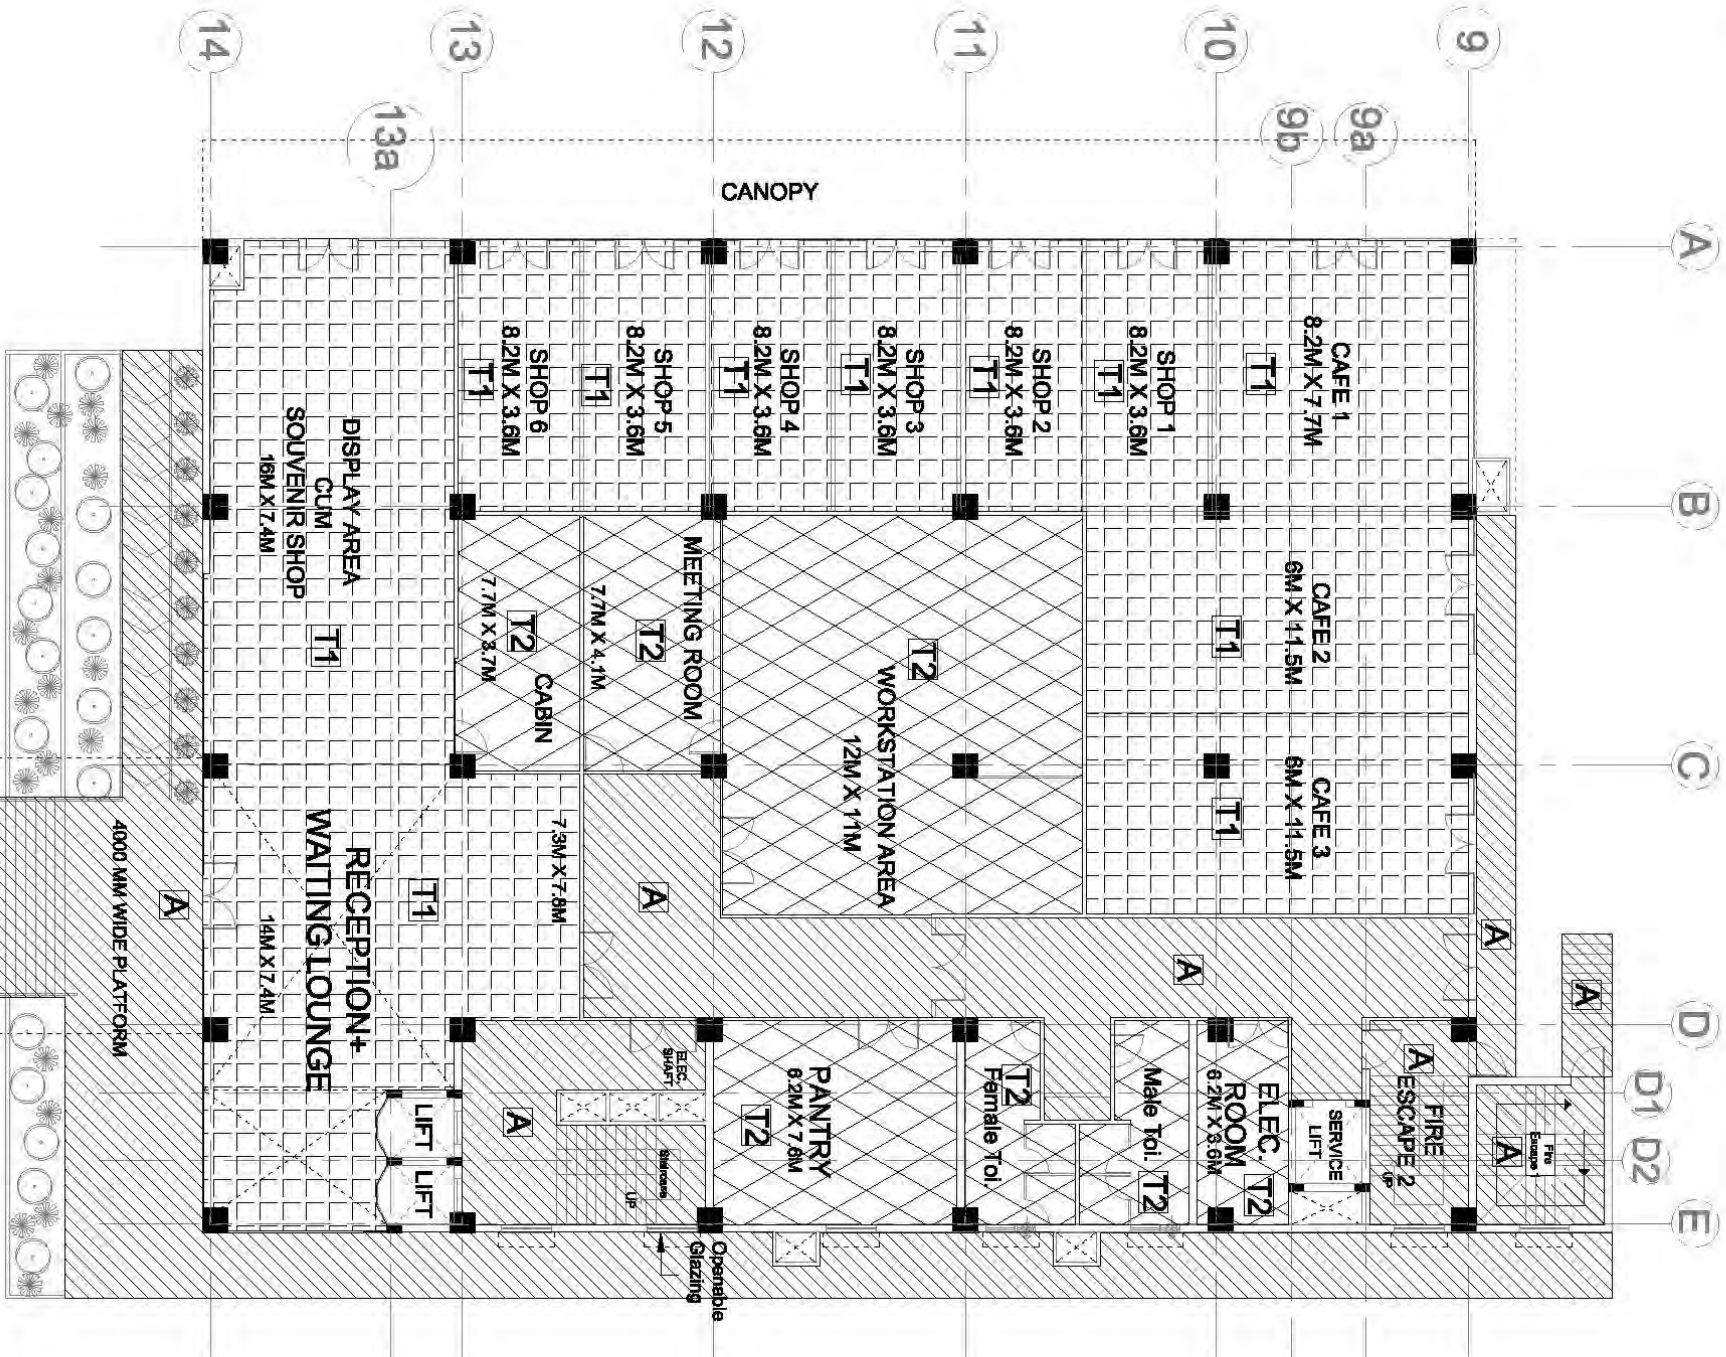 14
13
12
11
10
9
13a
9b
9a
CANOPY
A
B
C
D
D1
D2
E
CAFE 1
8.2M X 7.7M
T1
SHOP 1
8.2M X 3.6M
T1
SHOP 2
8.2M X 3.6M
T1
SHOP 3
8.2M X 3.6M
T1
SHOP 4
8.2M X 3.6M
T1
SHOP 5
8.2M X 3.6M
T1
SHOP 6
8.2M X 3.6M
T1
DISPLAY AREA
CUM
SOUVENIR SHOP
16M X 7.4M
T1
CAFE 2
6M X 11.5M
T1
CAFE 3
6M X 11.5M
T1
T2
WORKSTATION AREA
12M X 11M
MEETING ROOM
T2
7.7M X 4.1M
T2
7.7M X 3.7M
CABIN
7.3M X 7.8M
RECEPTION+
WAITING LOUNGE
T1
14M X 7.4M
A
4000 MM WIDE PLATFORM
A
A
A
A
LIFT
LIFT
ELEC.
SHAFT
A
Staircase
UP
PANTRY
6.2M X 7.8M
T2
T2
Female Toi.
Male Toi.
T2
ELEC.
ROOM
6.2M X 3.6M
T2
SERVICE
LIFT
A
FIRE
ESCAPE 2
UP
Fire
Escape 1
A
Openable
Glazing